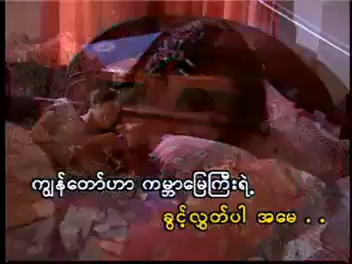 ကျွန်တော်ဟာ ကမ္ဘာမြေကြီးရဲ့
ခွင့်လွှတ်ပါ အမေ . .